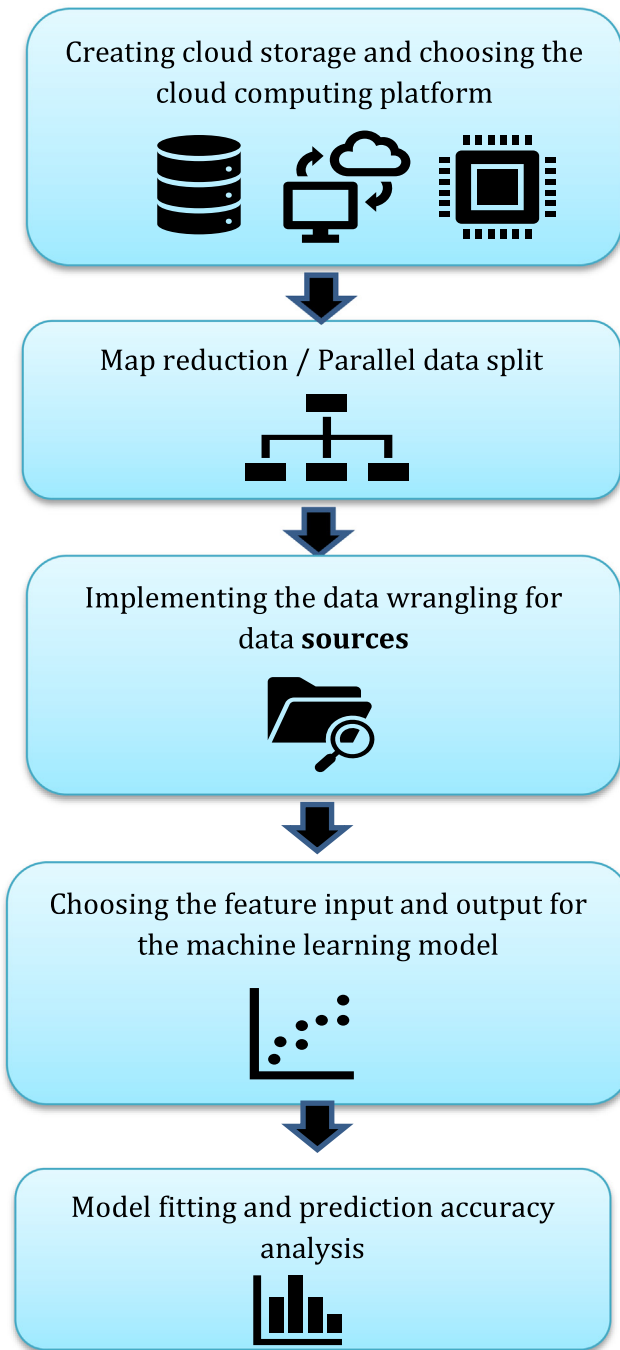 Creating cloud storage and choosing the
cloud computing platform
Map reduction / Parallel data split
Implementing the data wrangling for
data sources
Choosing the feature input and output for
the machine learning model
Model fitting and prediction accuracy
analysis